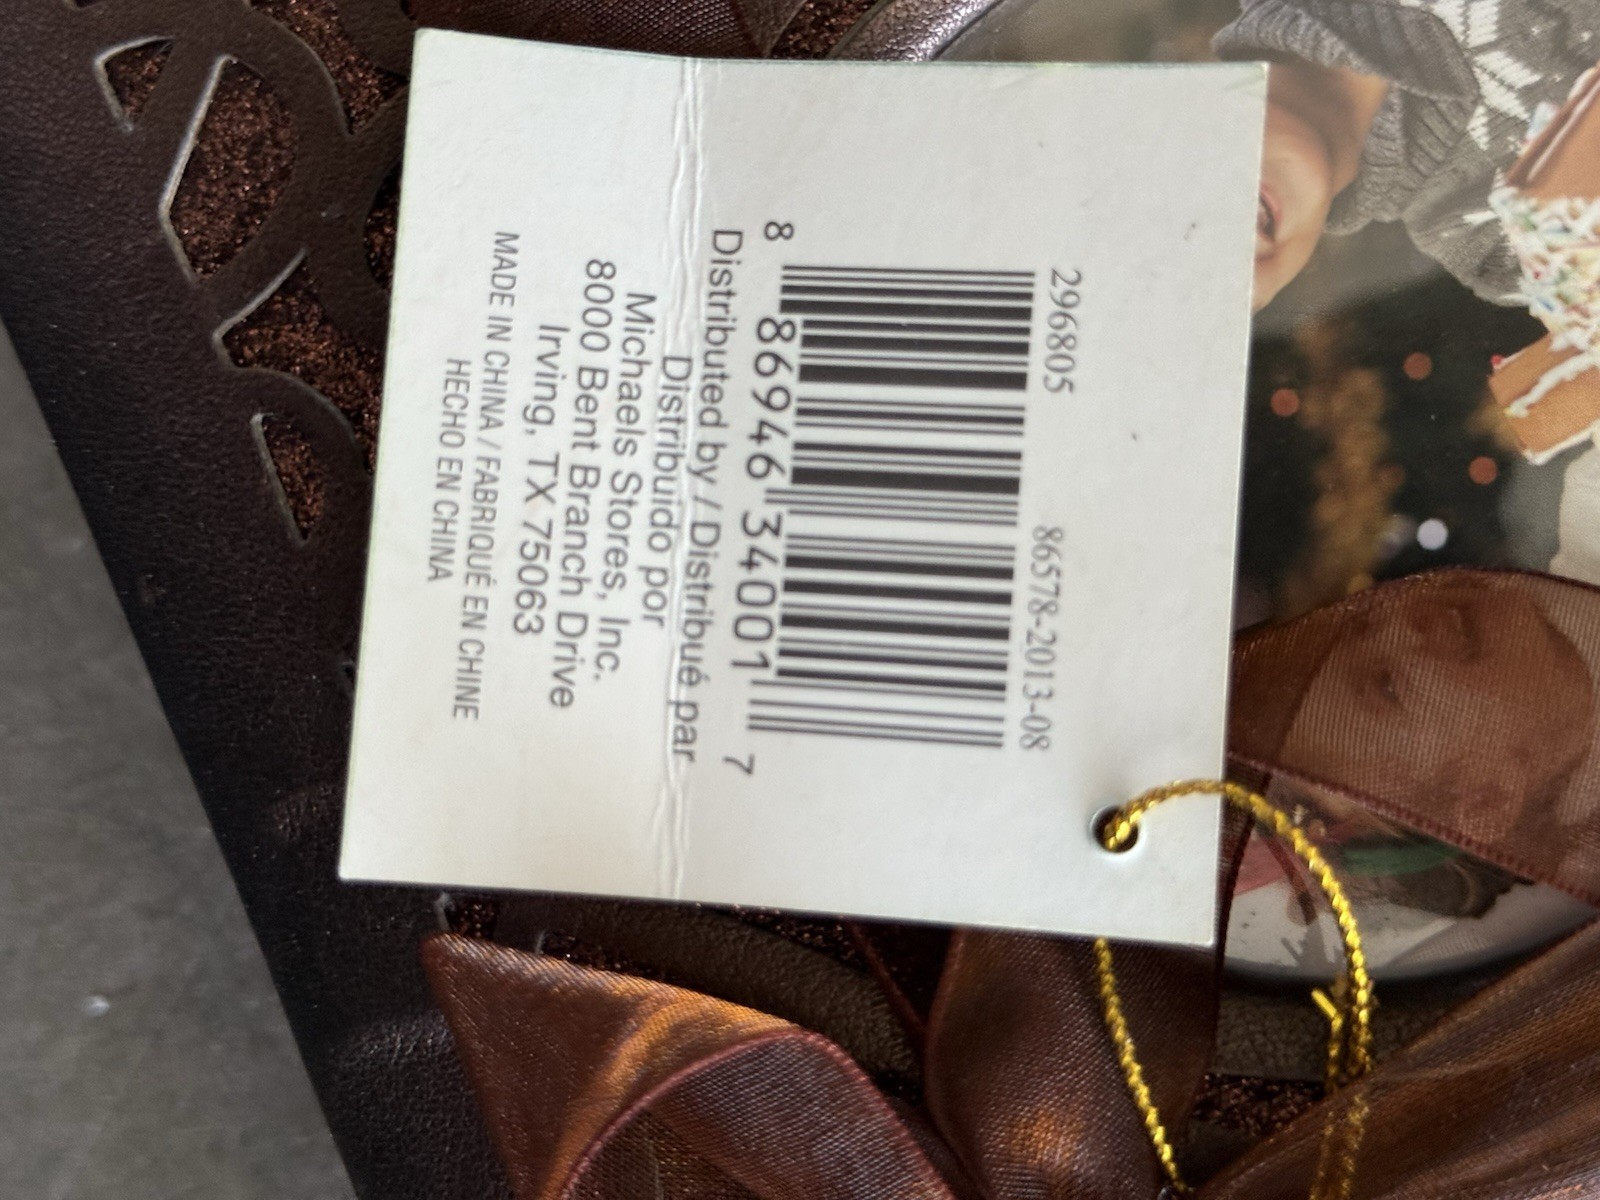 296805
86578-2013-08
8 86946 34001 7
Distributed by / Distribué par
Distribuido por
Michaels Stores, Inc.
8000 Bent Branch Drive
Irving, TX 75063
MADE IN CHINA / FABRIQUÉ EN CHINE
HECHO EN CHINA